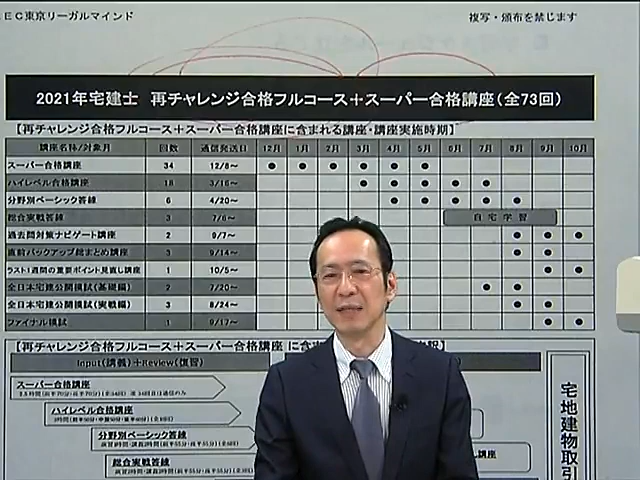 EC東京リーガルマインド
複写・頒布を禁じます
2021年宅建士 再チャレンジ合格フルコース＋スーパー合格講座(全73回)
【再チャレンジ合格フルコース＋スーパー合格講座に含まれる講座・講座実施時期】
講座名称/対象月 回数 通信発送日 12月 1月 2月 3月 4月 5月 6月 7月 8月 9月 10月
スーパー合格講座 34 12/8～ ● ● ● ● ● ●
ハイレベル合格講座 18 3/16～ ● ● ● ● ●
分野別ベーシック答練 6 4/20～ ● ● ● ● ●
総合実戦答練 3 7/6～ 自宅学習
過去問対策ナビゲート講座 2 9/7～ ● ● ●
直前バックアップ総まとめ講座 3 9/14～ ● ●
ラスト1週間の重要ポイント見直し講座 1 10/5～ ● ●
全日本宅建公開模試(基礎編) 2 7/20～ ● ●
全日本宅建公開模試(実戦編) 3 8/24～ ● ●
ファイナル模試 1 9/17～ ● ●
【再チャレンジ合格フルコース＋スーパー合格講座 に含
Input(講義)＋Review(復習)
スーパー合格講座
ハイレベル合格講座
分野別ベーシック答練
総合実戦答練
し講座
宅地建物取引